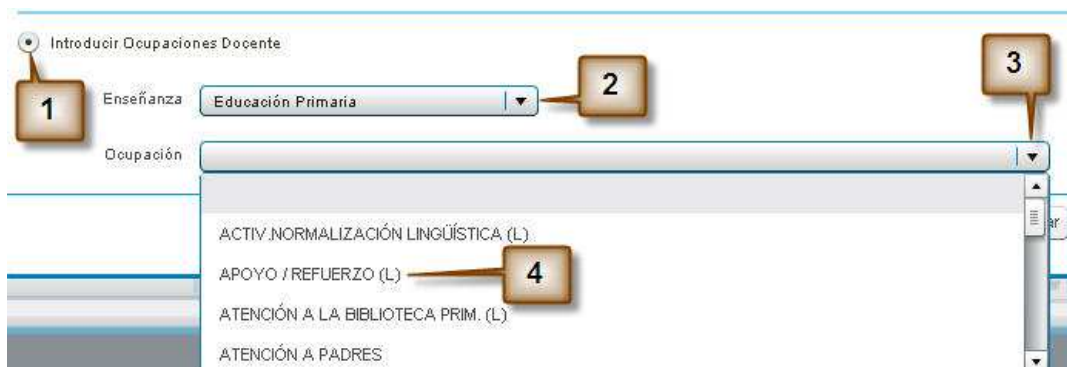 Introducir Ocupaciones Docente
3
2
1
Enseñanza
Educación Primaria
Ocupación
ar
ACTIV.NORMALIZACIÓN LINGÜÍSTICA (L)
APOYO / REFUERZO (L)
4
ATENCIÓN A LA BIBLIOTECA PRIM. (L)
ATENCIÓN A PADRES